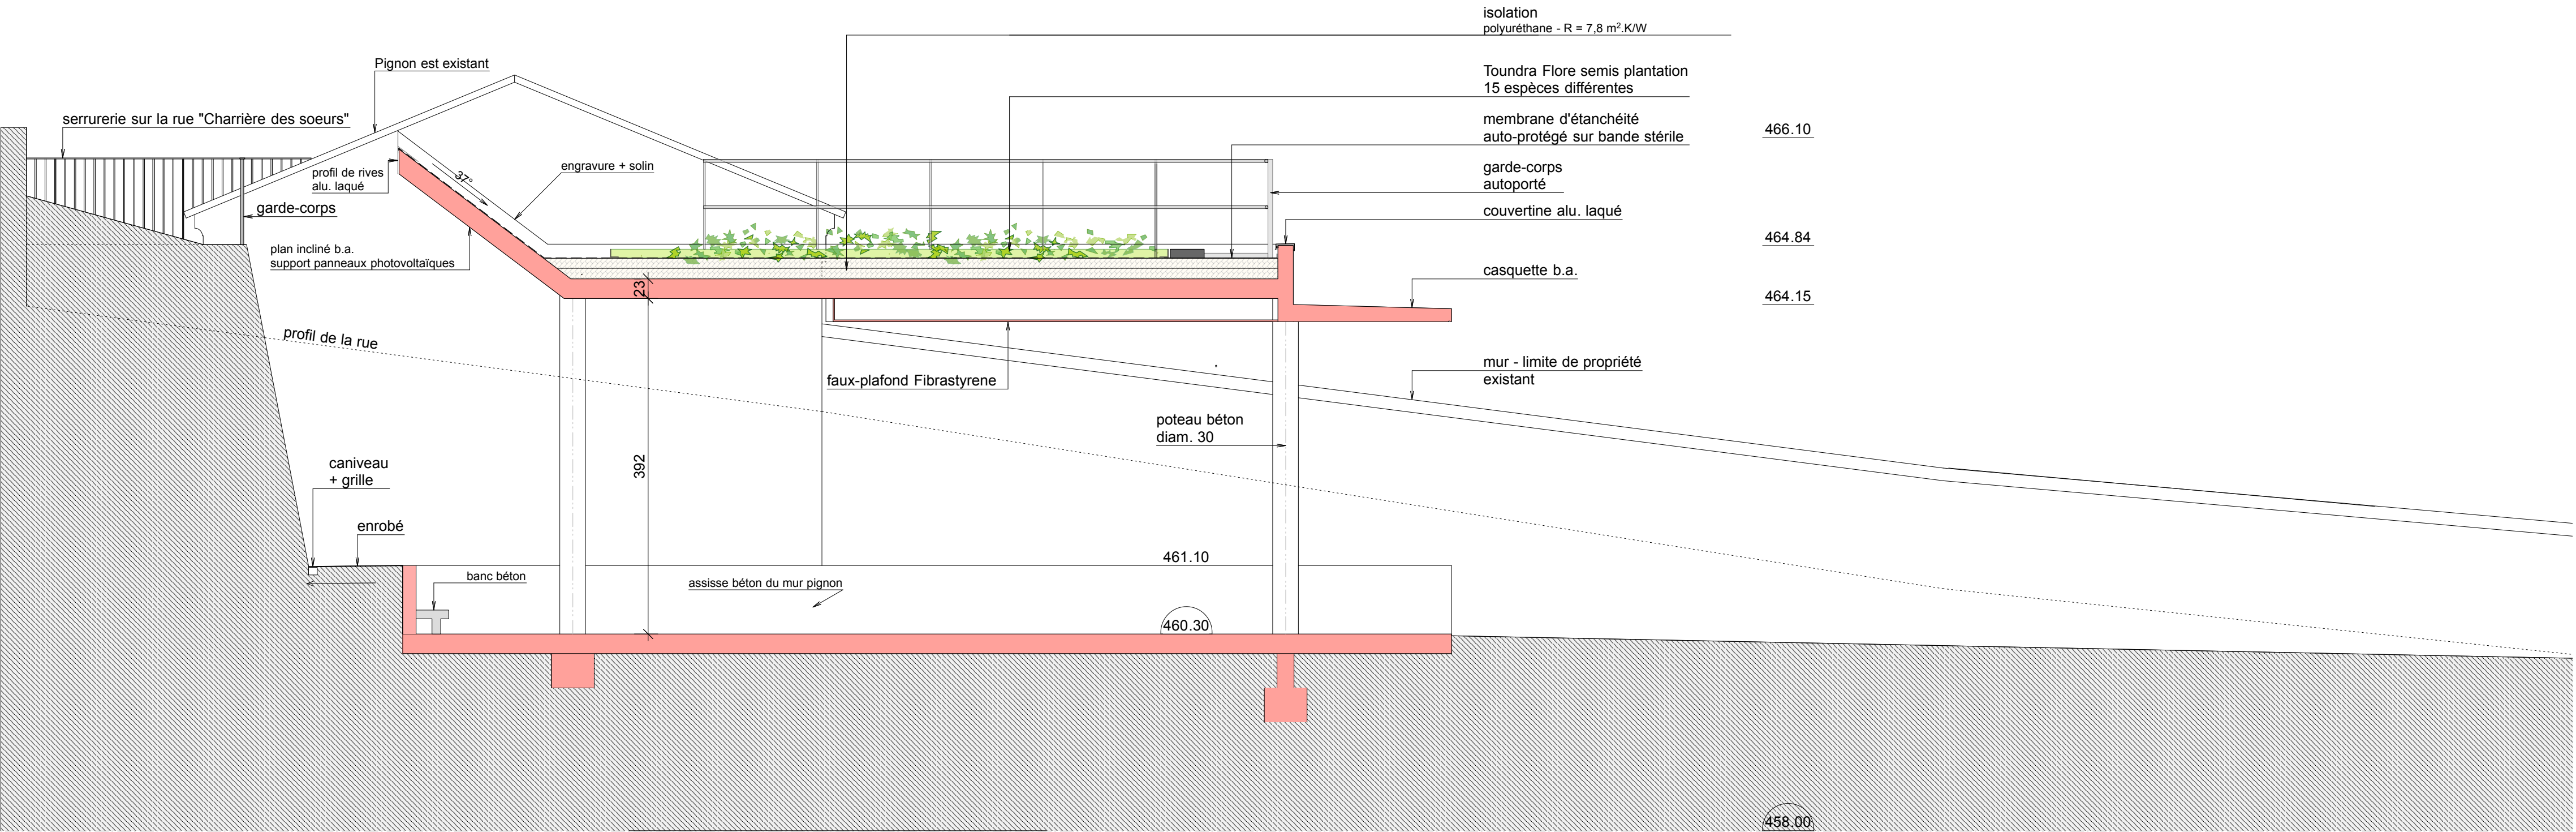 isolation
polyuréthane - R = 7,8 m².K/W
Pignon est existant
Toundra Flore semis plantation
15 espèces différentes
serrurerie sur la rue "Charrière des soeurs"
membrane d'étanchéité
auto-protégé sur bande stérile
466.10
engravure + solin
profil de rives
alu. laqué
37°
garde-corps
autoporté
garde-corps
couvertine alu. laqué
464.84
plan incliné b.a.
support panneaux photovoltaïques
casquette b.a.
23
464.15
profil de la rue
mur - limite de propriété
existant
faux-plafond Fibrastyrene
poteau béton
diam. 30
392
caniveau
+ grille
enrobé
461.10
banc béton
assisse béton du mur pignon
460.30
458.00